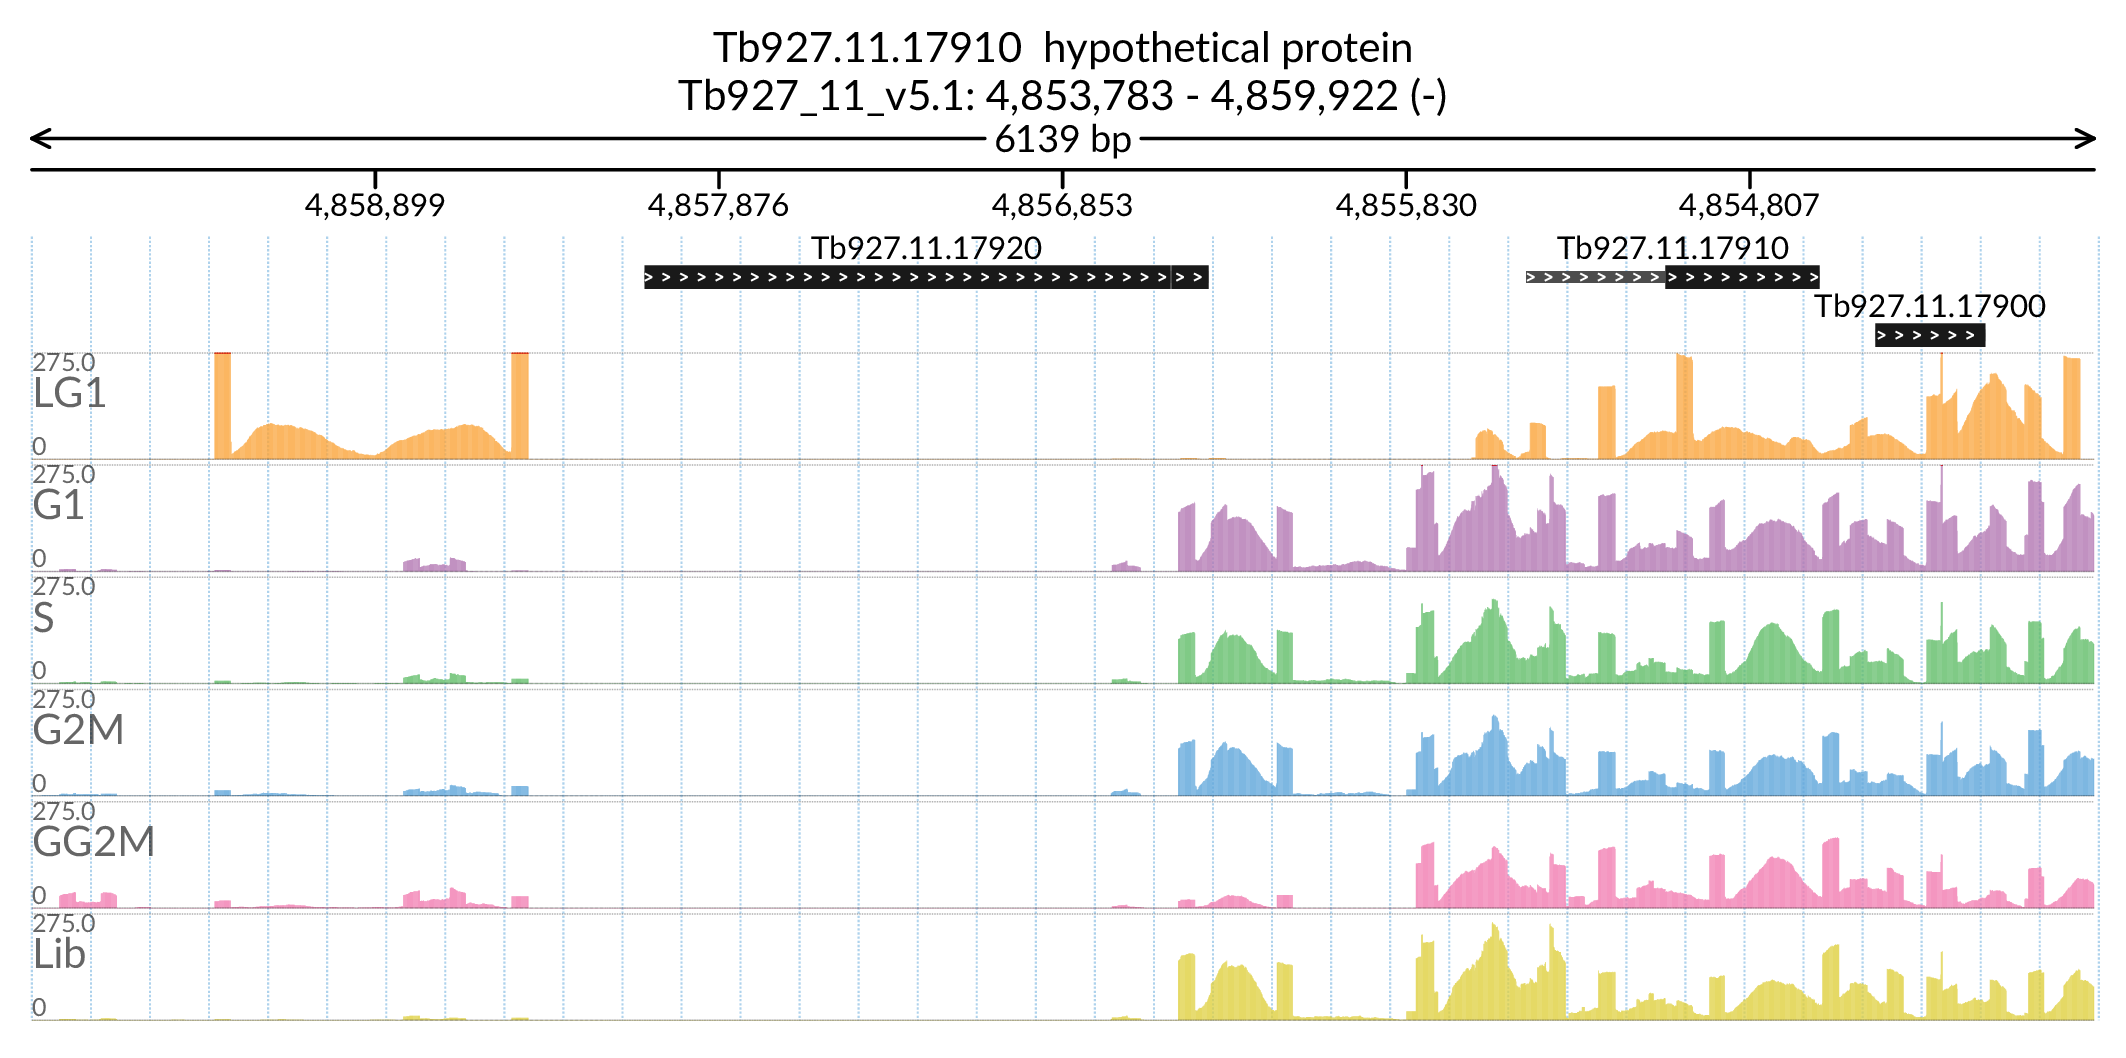 Tb927.11.17910 hypothetical protein
Tb927_11_v5.1: 4,853,783 - 4,859,922 (-)
6139 bp
4,858,899 4,857,876 4,856,853 4,855,830 4,854,807
Tb927.11.17920 Tb927.11.17910
Tb927.11.17900
275.0
LG1
0
275.0
G1
0
275.0
S
0
275.0
G2M
0
275.0
GG2M
0
275.0
Lib
0